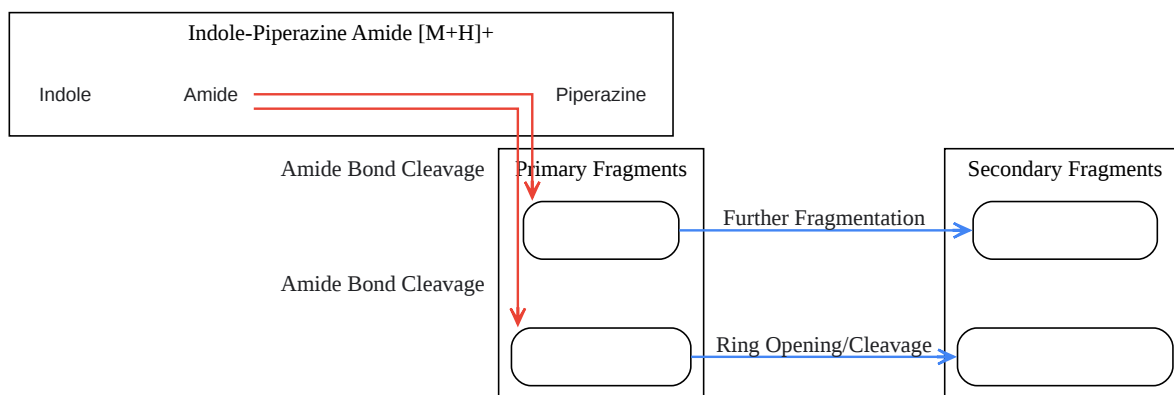 Indole-Piperazine Amide [M+H]+
Indole Amide Piperazine
Amide Bond Cleavage
Primary Fragments
Secondary Fragments
Further Fragmentation
Amide Bond Cleavage
Ring Opening/Cleavage